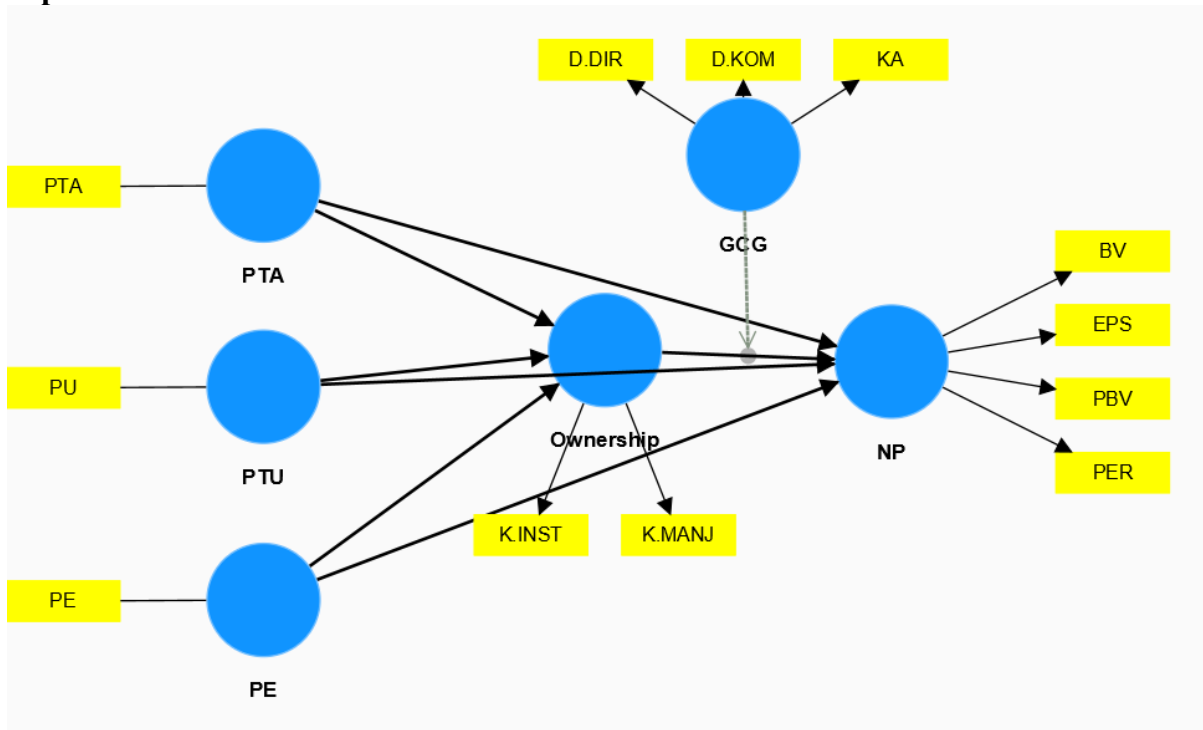 D.DIR
D.KOM
KA
PTA
PTA
GCG
BV
EPS
PU
PBV
Ownership
NP
PTU
PER
K.INST
K.MANJ
PE
PE